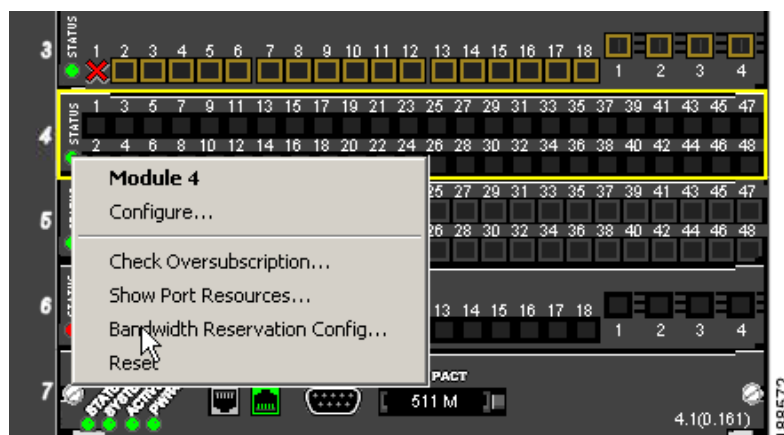 3 STATUS 1 2 3 4 5 6 7 8 9 10 11 12 13 14 15 16 17 18
1 2 3 4
4 STATUS 1 3 5 7 9 11 13 15 17 19 21 23 25 27 29 31 33 35 37 39 41 43 45 47
2 4 6 8 10 12 14 16 18 20 22 24 26 28 30 32 34 36 38 40 42 44 46 48
Module 4
Configure...
Check Oversubscription...
Show Port Resources...
Bandwidth Reservation Config...
Reset
5 25 27 29 31 33 35 37 39 41 43 45 47
26 28 30 32 34 36 38 40 42 44 46 48
6 13 14 15 16 17 18 1 2 3 4
7 PACT
511 M
4.1(0.161)